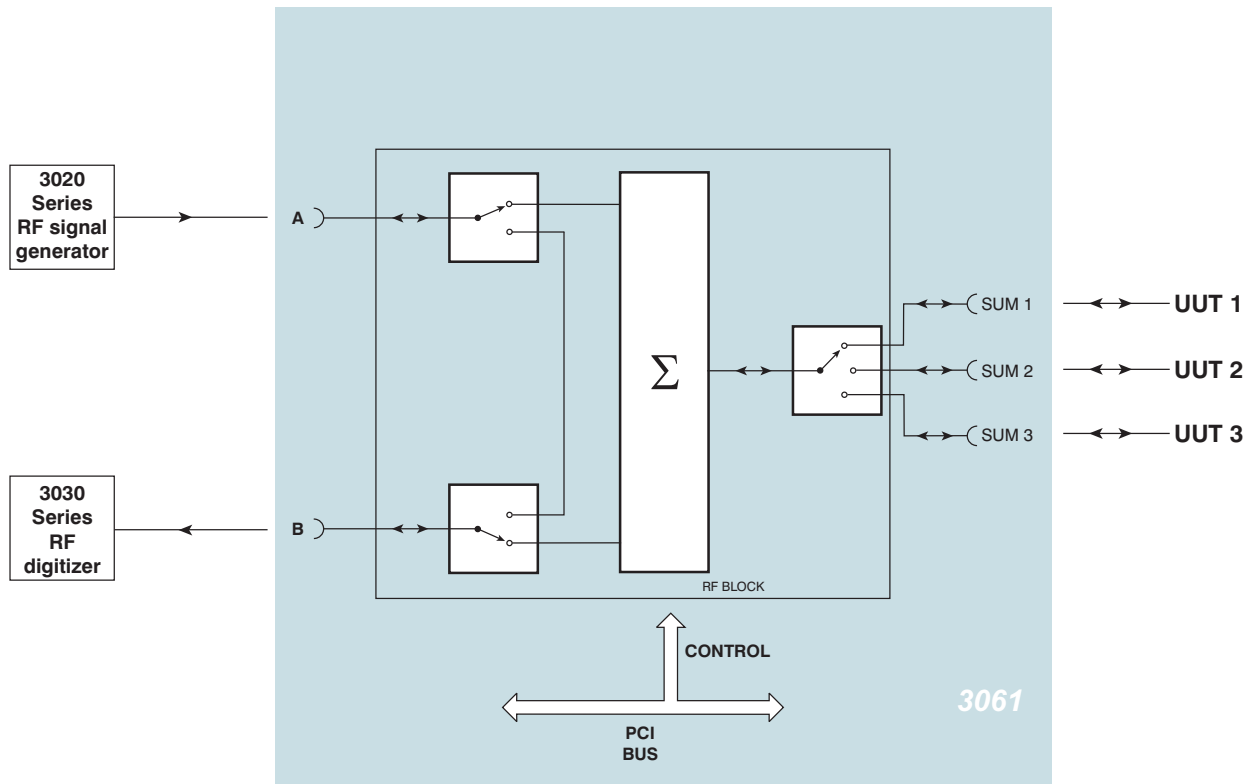 3020
Series
RF signal
generator
A
SUM 1
UUT 1
Σ
SUM 2
UUT 2
SUM 3
UUT 3
3030
Series
RF
digitizer
B
RF BLOCK
CONTROL
3061
PCI
BUS